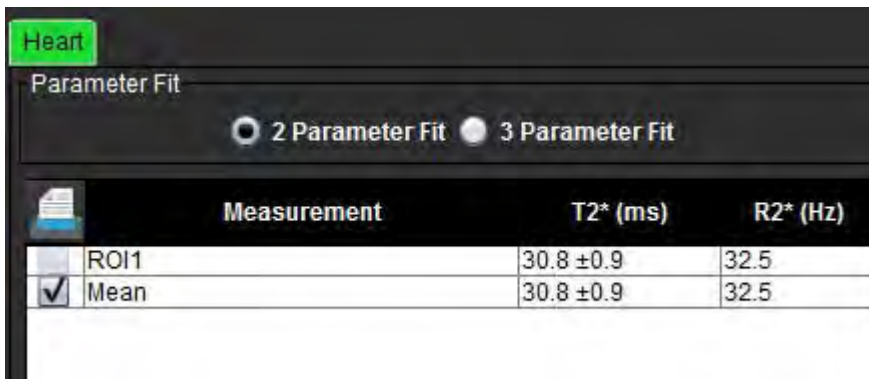 Heart
Parameter Fit
2 Parameter Fit 3 Parameter Fit
Measurement T2* (ms) R2* (Hz)
ROI1 30.8 ±0.9 32.5
Mean 30.8 ±0.9 32.5